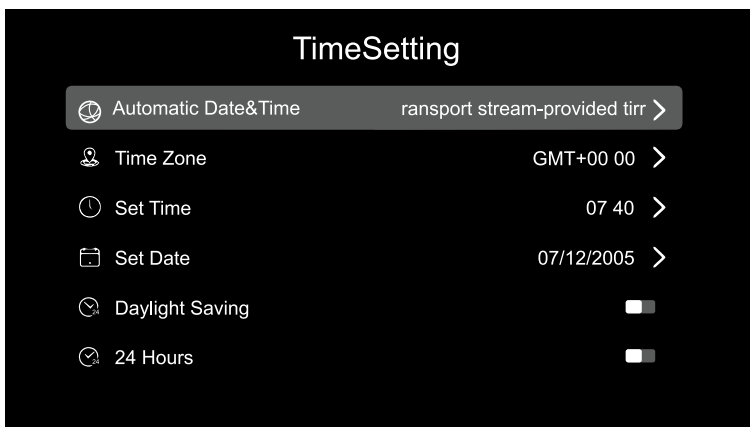 TimeSetting
Automatic Date&Time ransport stream-provided tir
Time Zone GMT+00 00
Set Time 07 40
Set Date 07/12/2005
Daylight Saving
24 Hours